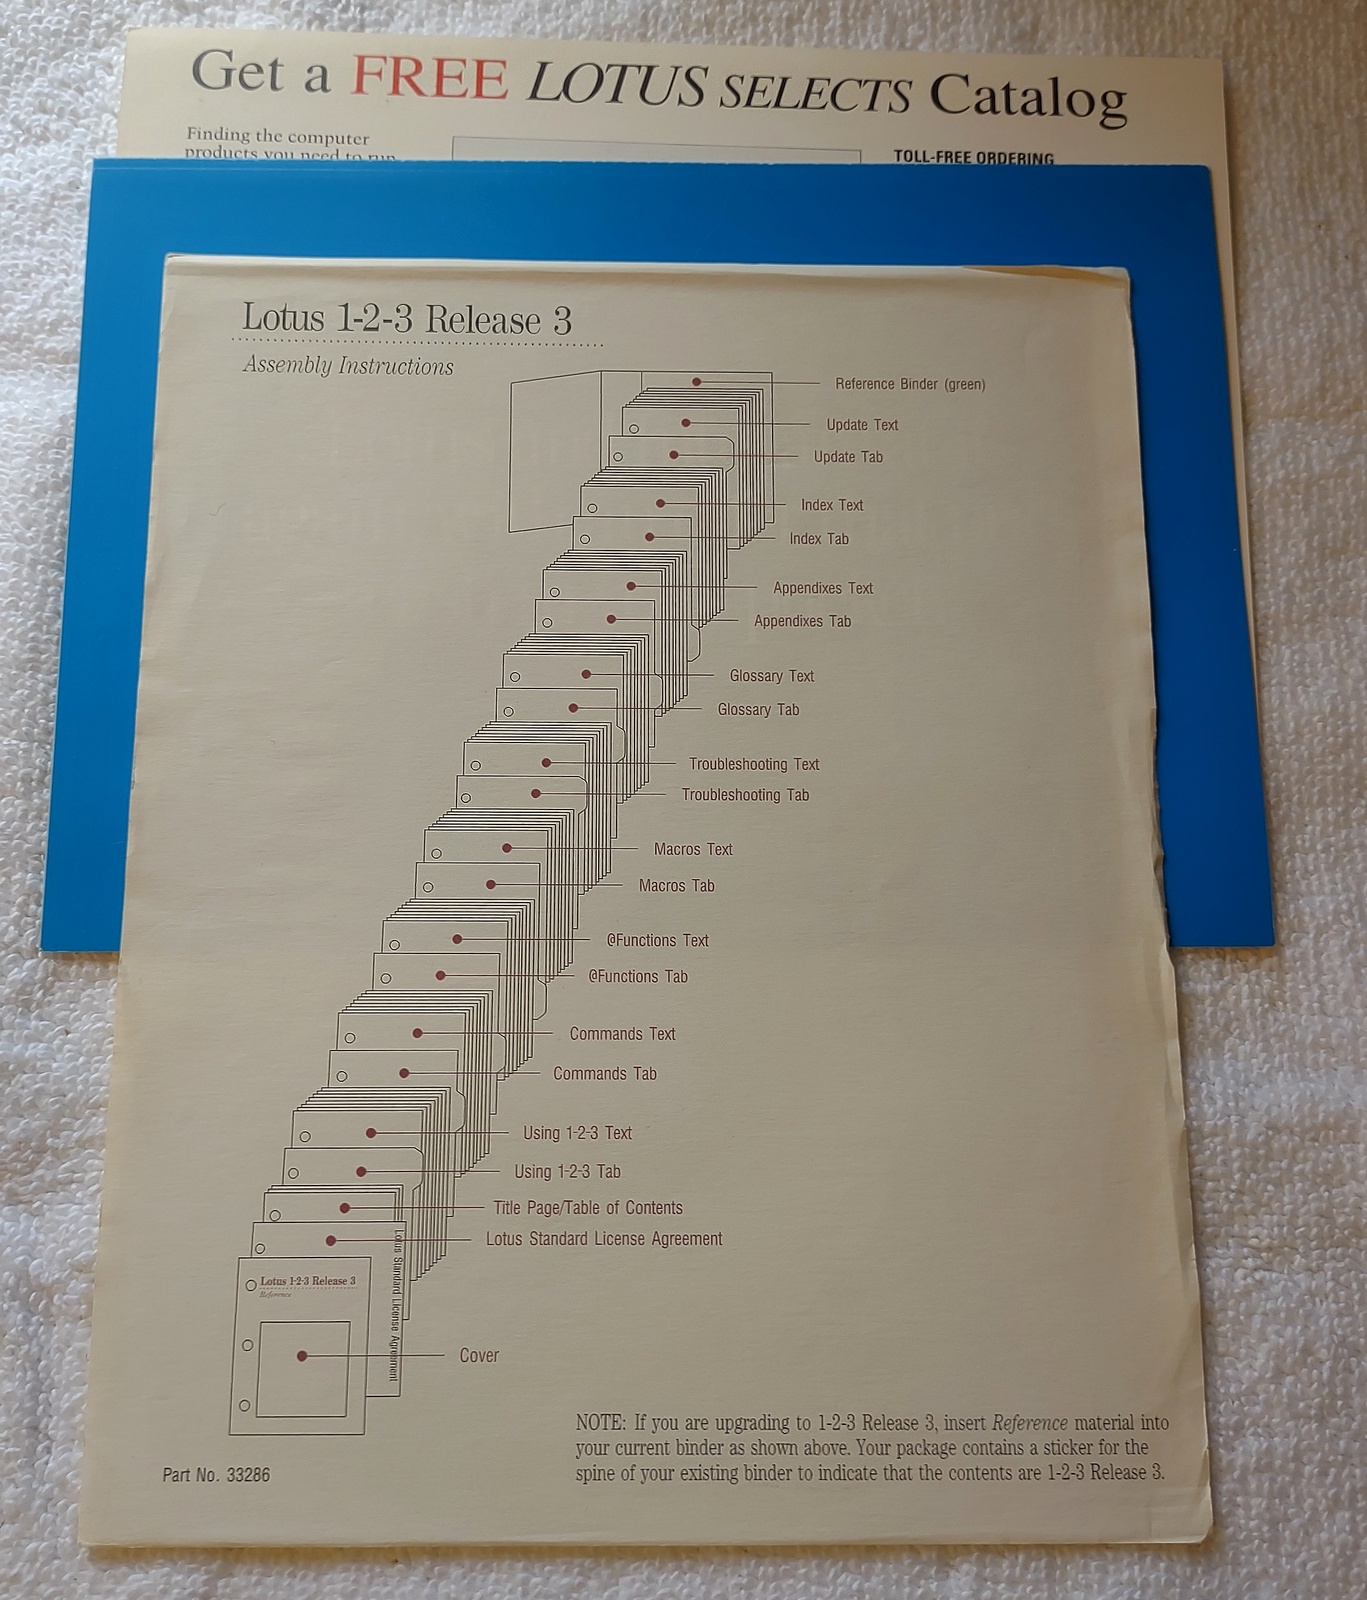 Get a FREE LOTUS SELECTS Catalog
Finding the computer
products you need to run
TOLL-FREE ORDERING
Lotus 1-2-3 Release 3
Assembly Instructions
Reference Binder (green)
Update Text
Update Tab
Index Text
Index Tab
Appendixes Text
Appendixes Tab
Glossary Text
Glossary Tab
Troubleshooting Text
Troubleshooting Tab
Macros Text
Macros Tab
@Functions Text
@Functions Tab
Commands Text
Commands Tab
Using 1-2-3 Text
Using 1-2-3 Tab
Title Page/Table of Contents
Lotus Standard License Agreement
Lotus Standard License Agreement
Lotus 1-2-3 Release 3
Reference
Cover
NOTE: If you are upgrading to 1-2-3 Release 3, insert Reference material into
your current binder as shown above. Your package contains a sticker for the
spine of your existing binder to indicate that the contents are 1-2-3 Release 3.
Part No. 33286